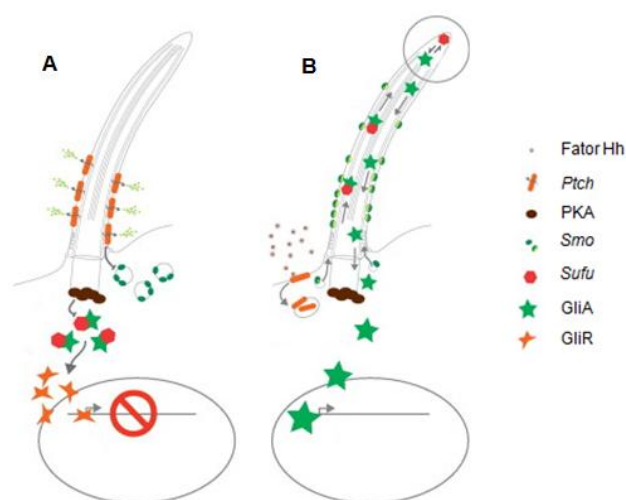 A
B
Fator Hh
Ptch
PKA
Smo
Sufu
GliA
GliR